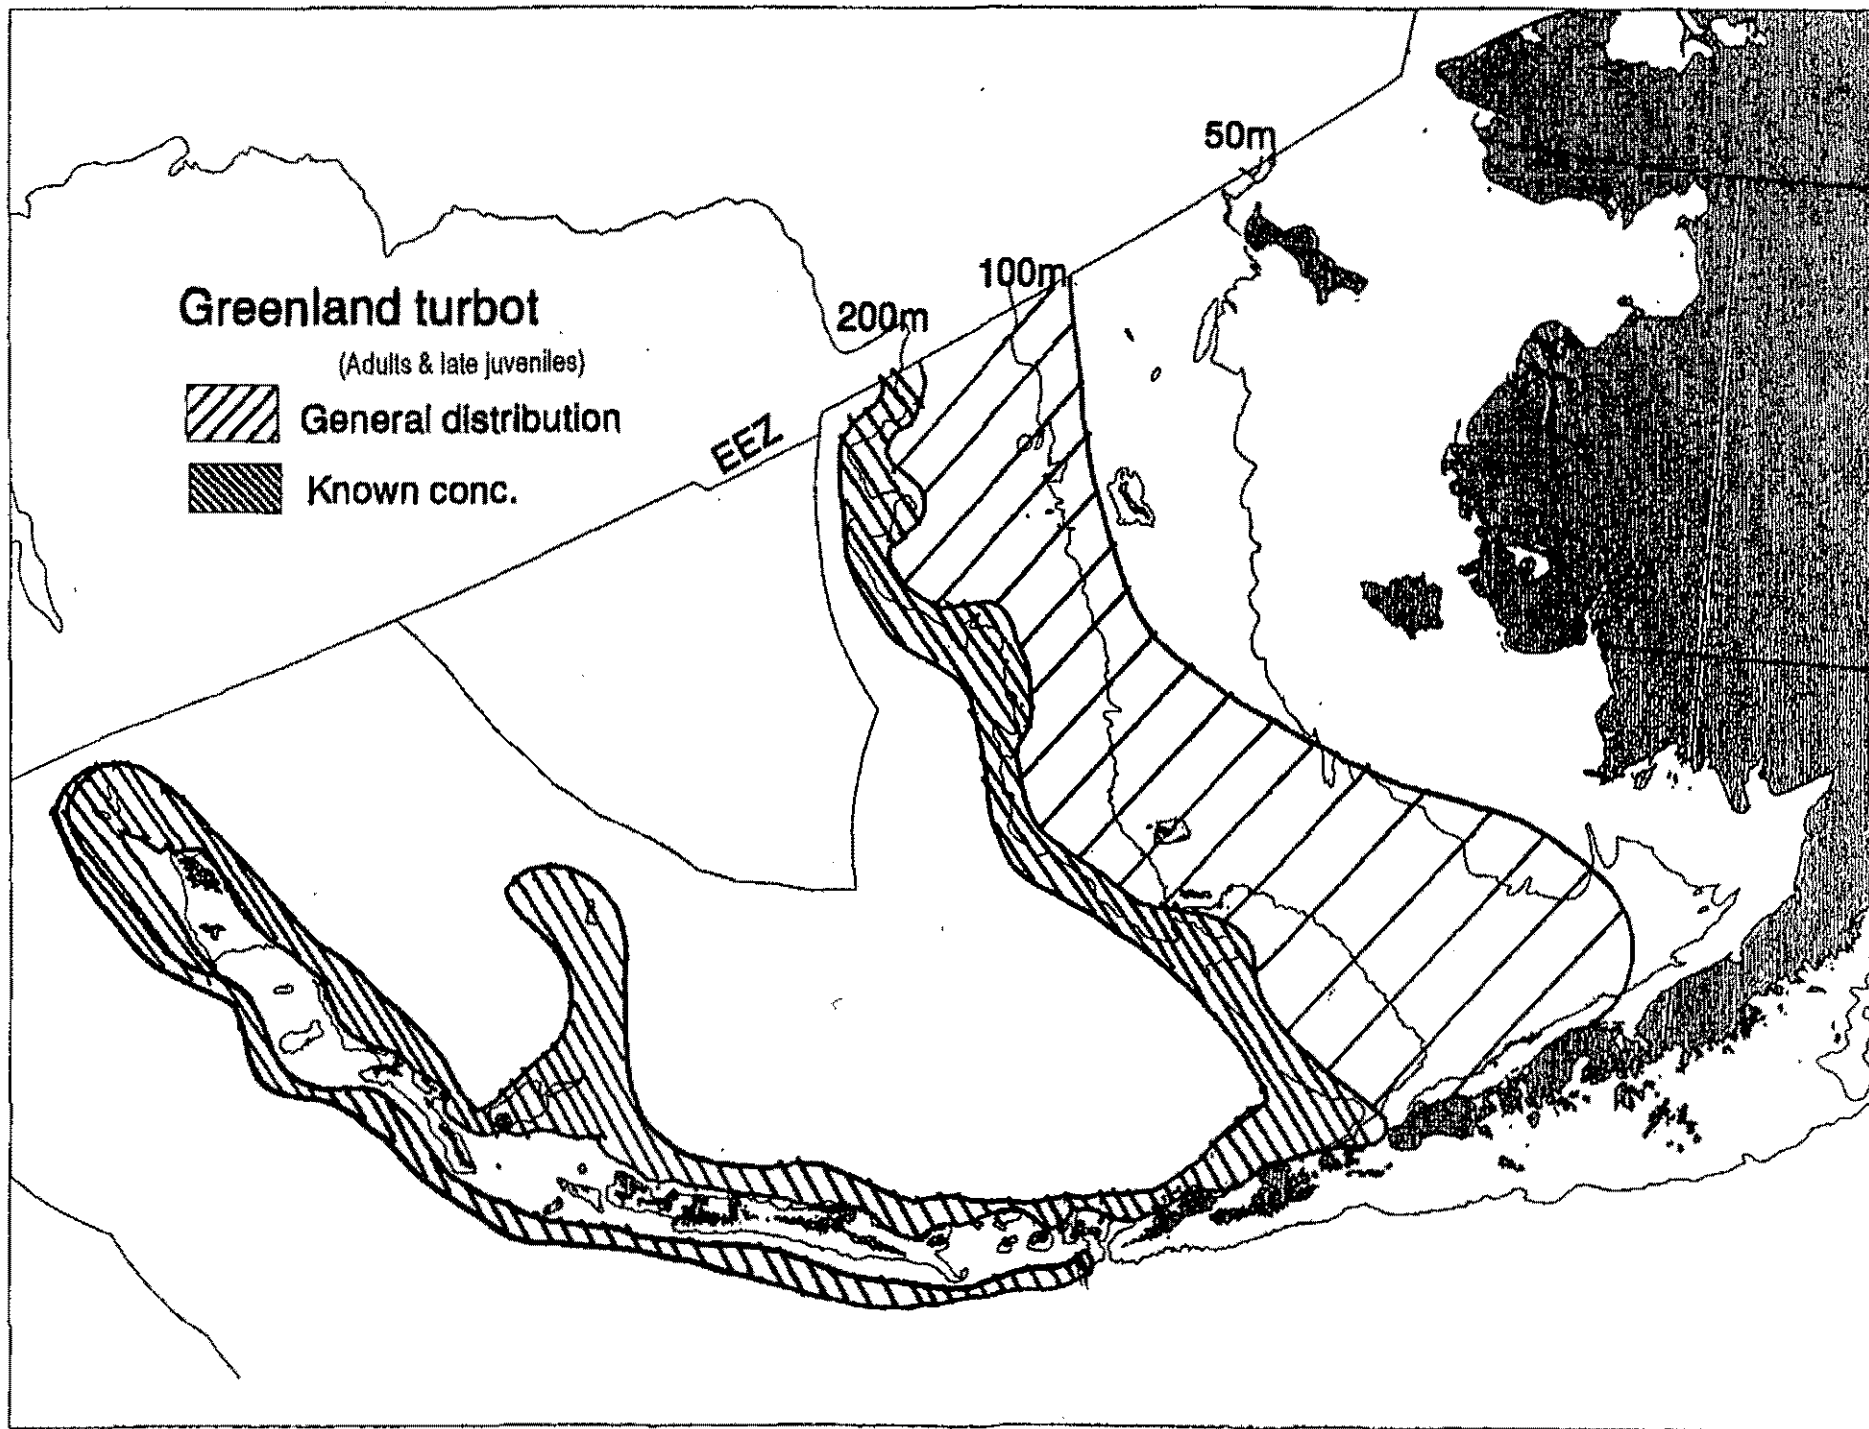 50m
100m
200m
Greenland turbot
(Adults & late juveniles)
General distribution
EEZ
Known conc.